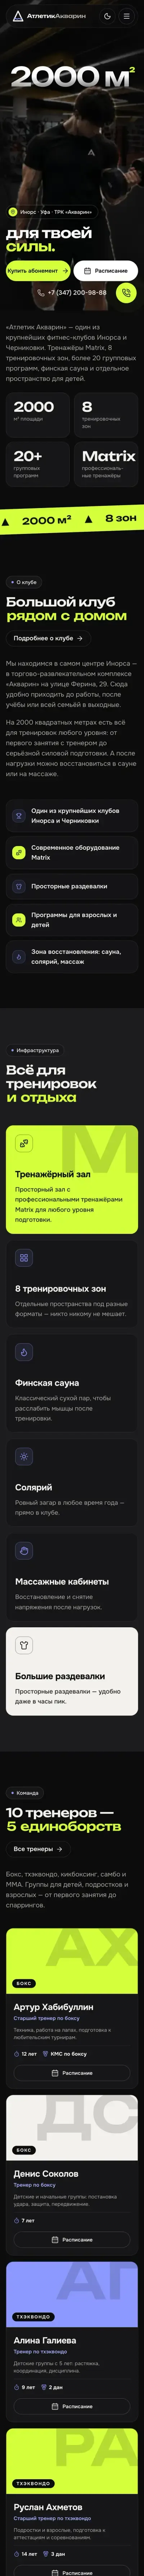 АтлетикАкварин
2000 м²
Инорс · Уфа · ТРК «Акварин»
для твоей
силы.
Купить абонемент
Расписание
+7 (347) 200-98-88
«Атлетик Акварин» — один из
крупнейших фитнес-клубов Инорса и
Черниковки. Тренажёры Matrix, 8
тренировочных зон, более 20 групповых
программ, финская сауна и отдельное
пространство для детей.
2000
м² площади
8
тренировочных
зон
20+
групповых
программ
Matrix
профессиональ-
ные тренажёры
2000 м²
8 зон
О клубе
Большой клуб
рядом с домом
Подробнее о клубе
Мы находимся в самом центре Инорса —
в торгово-развлекательном комплексе
«Акварин» на улице Ферина, 29. Сюда
удобно приходить до работы, после
учёбы или всей семьёй в выходные.
На 2000 квадратных метрах есть всё
для тренировок любого уровня: от
первого занятия с тренером до
серьёзной силовой подготовки. А после
нагрузки можно восстановиться в сауне
или на массаже.
Один из крупнейших клубов
Инорса и Черниковки
Современное оборудование
Matrix
Просторные раздевалки
Программы для взрослых и
детей
Зона восстановления: сауна,
солярий, массаж
Инфраструктура
Всё для
тренировок
и отдыха
М
Тренажёрный зал
Просторный зал с
профессиональными тренажёрами
Matrix для любого уровня
подготовки.
8 тренировочных зон
Отдельные пространства под разные
форматы — никто никому не мешает.
Финская сауна
Классический сухой пар, чтобы
расслабить мышцы после
тренировки.
Солярий
Ровный загар в любое время года —
прямо в клубе.
Массажные кабинеты
Восстановление и снятие
напряжения после нагрузок.
Большие раздевалки
Просторные раздевалки — удобно
даже в часы пик.
Команда
10 тренеров —
5 единоборств
Все тренеры
Бокс, тхэквондо, кикбоксинг, самбо и
ММА. Группы для детей, подростков и
взрослых — от первого занятия до
спаррингов.
АХ
БОКС
Артур Хабибуллин
Старший тренер по боксу
Техника, работа на лапах, подготовка к
любительским турнирам.
12 лет
КМС по боксу
Расписание
ДС
БОКС
Денис Соколов
Тренер по боксу
Детские и начальные группы: постановка
удара, защита, передвижение.
7 лет
Расписание
АГ
ТХЭКВОНДО
Алина Галиева
Тренер по тхэквондо
Детские группы с 5 лет: растяжка,
координация, дисциплина.
9 лет
2 дан
Расписание
РА
ТХЭКВОНДО
Руслан Ахметов
Старший тренер по тхэквондо
Подростки и взрослые, подготовка к
аттестациям и соревнованиям.
14 лет
3 дан
Расписание